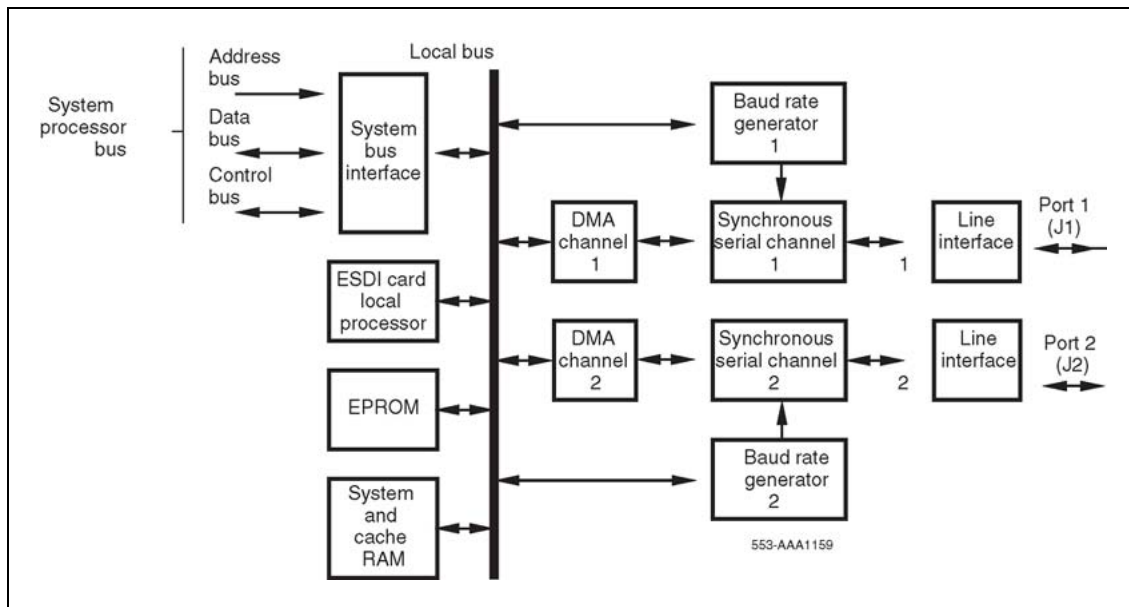 Local bus
Address
bus
System
processor
bus
Data
bus
Control
bus
System
bus
interface
Baud rate
generator
1
DMA
channel
1
Synchronous
serial channel
1
1
Line
interface
Port 1
(J1)
ESDI card
local
processor
DMA
channel
2
Synchronous
serial channel
2
2
Line
interface
Port 2
(J2)
EPROM
Baud rate
generator
2
System
and
cache
RAM
553-AAA1159